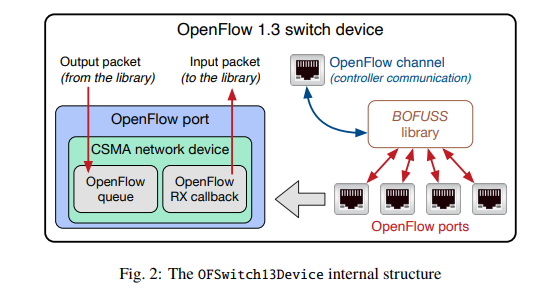 OpenFlow 1.3 switch device
Output packet
(from the library)
Input packet
(to the library)
OpenFlow channel
(controller communication)
OpenFlow port
CSMA network device
OpenFlow
queue
OpenFlow
RX callback
BOFUSS
library
OpenFlow ports
Fig. 2: The OFSwitch13Device internal structure